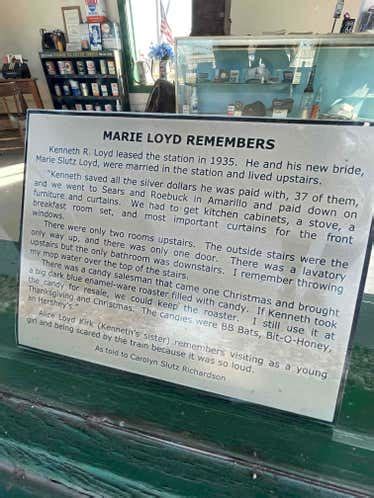 MARIE LOYD REMEMBERS
Kenneth R. Loyd leased the station in 1935. He and his new bride,
Marie Slutz Loyd, were married in the station and lived upstairs.
"Kenneth saved all the silver dollars he was paid with, 37 of them,
and we went to Sears and Roebuck in Amarillo and paid down on
furniture and curtains. We had to get kitchen cabinets, a stove, a
breakfast room set, and most important curtains for the front
windows.
There were only two rooms upstairs. The outside stairs were the
only way up, and there was only one door. There was a lavatory
upstairs but the only bathroom was downstairs. I remember throwing
my mop water over the top of the stairs.
There was a candy salesman that came one Christmas and brought
a big dark blue enamel-ware roaster filled with candy. If Kenneth took
the candy for resale, we could keep the roaster. I still use it at
Thanksgiving and Christmas. The candies were BB Bats, Bit-O-Honey,
an Hershey's."
Alice Loyd Kirk (Kenneth's sister) remembers visiting as a young
girl and being scared by the train because it was so loud.
As told to Carolyn Slutz Richardson